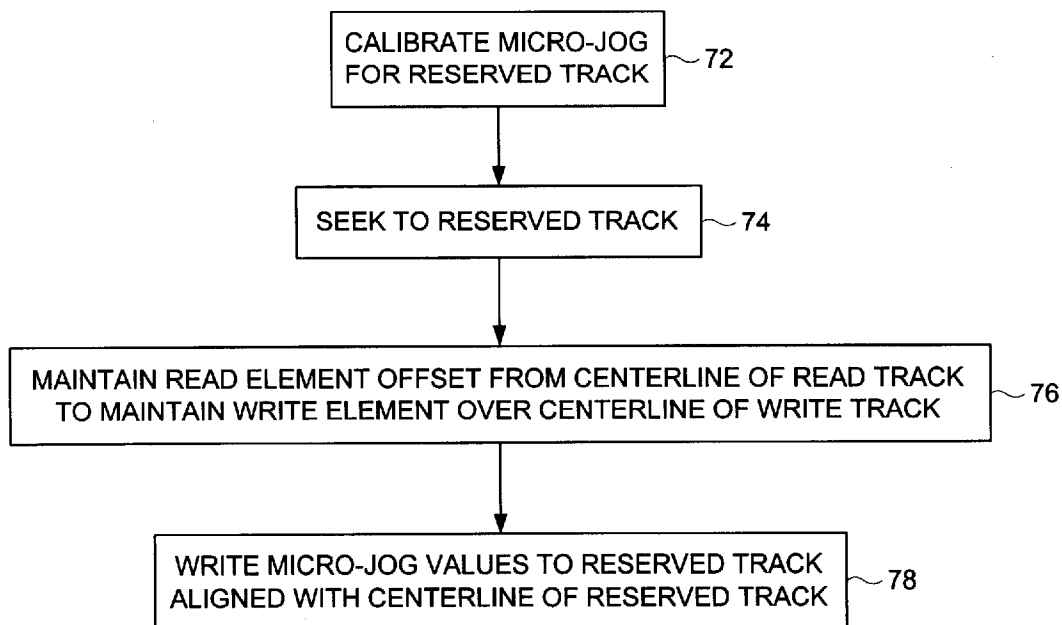 CALIBRATE MICRO-JOG
FOR RESERVED TRACK
72
SEEK TO RESERVED TRACK
74
MAINTAIN READ ELEMENT OFFSET FROM CENTERLINE OF READ TRACK
TO MAINTAIN WRITE ELEMENT OVER CENTERLINE OF WRITE TRACK
76
WRITE MICRO-JOG VALUES TO RESERVED TRACK
ALIGNED WITH CENTERLINE OF RESERVED TRACK
78